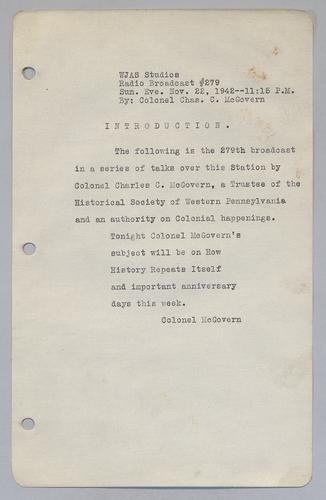 WJAS Studios
Radio Broadcast #279
Sun. Eve. Nov. 22, 1942--11:15 P.M.
By: Colonel Chas. C. McGovern
INTRODUCTION.
The following is the 279th broadcast
in a series of talks over this Station by
Colonel Charles C. McGovern, a Trustee of the
Historical Society of Western Pennsylvania
and an authority on Colonial happenings.
Tonight Colonel McGovern's
subject will be on How
History Repeats Itself
and important anniversary
days this week.
Colonel McGovern